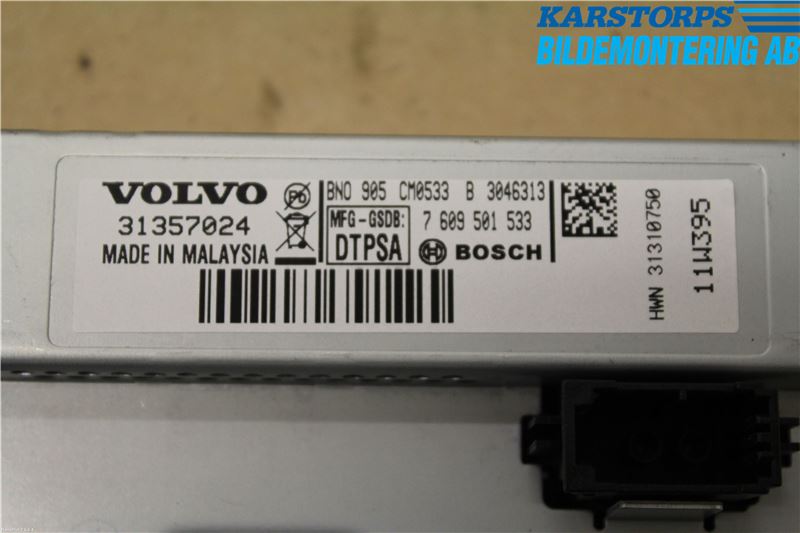 KARSTORPS
BILDEMONTERING AB
VOLVO
31357024
MADE IN MALAYSIA
Pb
BNO 905 CM0533 B 3046313
MFG-GSDB:
DTPSA
7 609 501 533
BOSCH
HWN 31310750
11W395